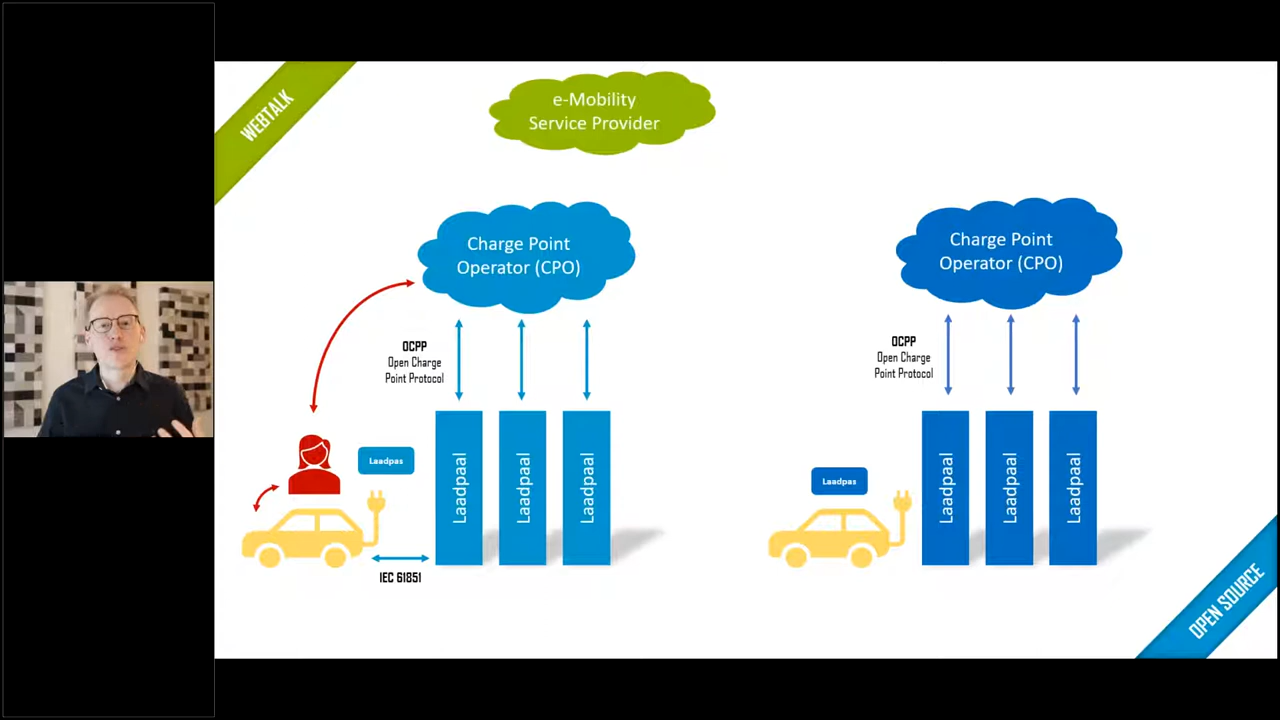 WEBTALK
e-Mobility
Service Provider
Charge Point
Operator (CPO)
Charge Point
Operator (CPO)
OCPP
Open Charge
Point Protocol
OCPP
Open Charge
Point Protocol
Laadpas
Laadpaal
Laadpaal
Laadpaal
Laadpas
Laadpaal
Laadpaal
Laadpaal
IEC 61851
OPEN SOURCE